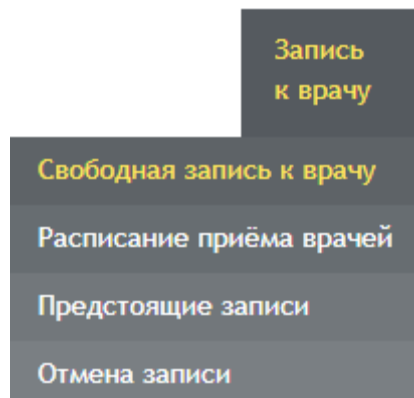 Запись
к врачу
Свободная запись к врачу
Расписание приёма врачей
Предстоящие записи
Отмена записи